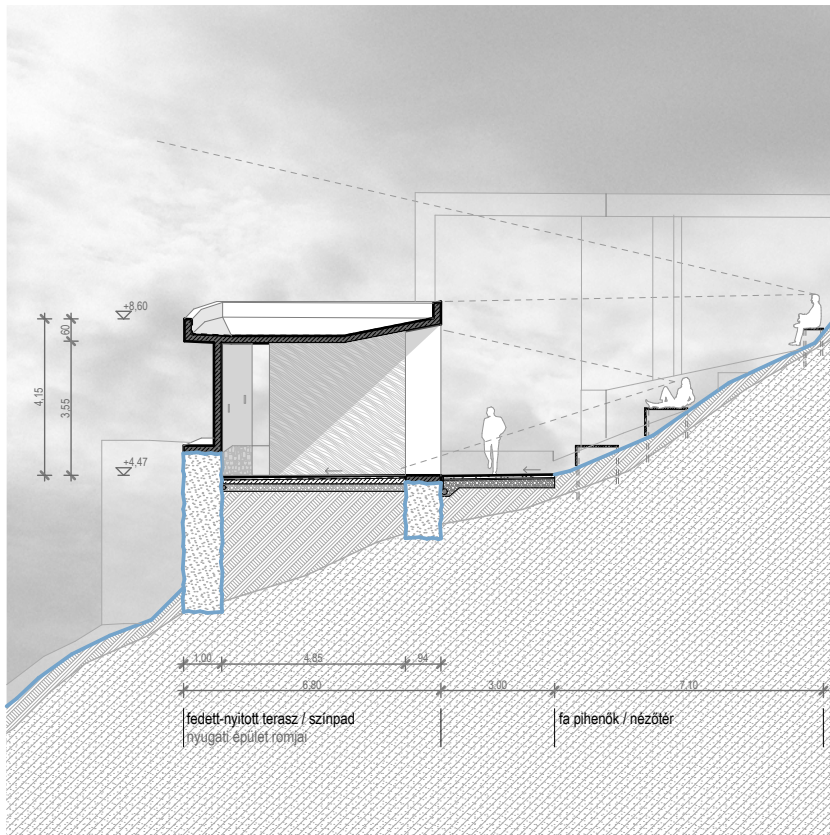 +8,60
60
4,15
3,55
+4,47
1,00 4,85 94
6,80 3,00 7,10
fedett-nyitott terasz / színpad
nyugati épület romjai
fa pihenők / nézőtér